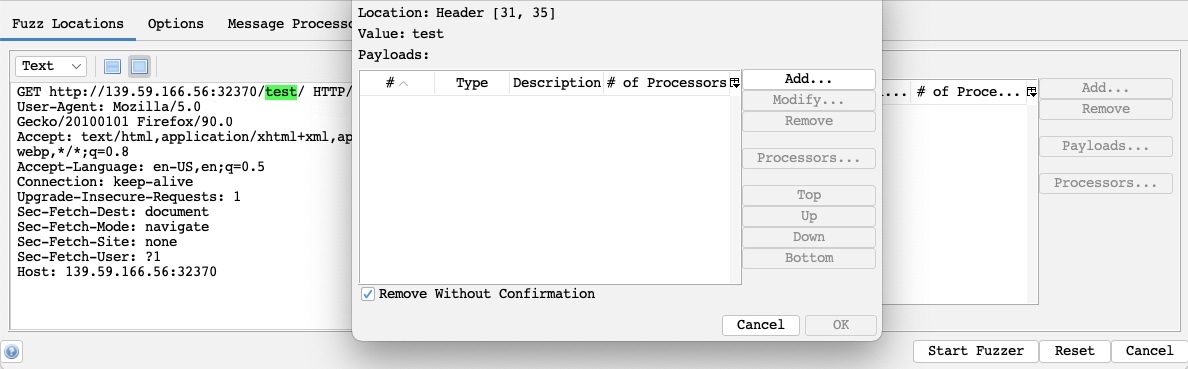 Fuzz Locations Options Message Processo
Text
GET http://139.59.166.56:32370/test/ HTTP/
User-Agent: Mozilla/5.0
Gecko/20100101 Firefox/90.0
Accept: text/html,application/xhtml+xml,ap
webp,*/*;q=0.8
Accept-Language: en-US,en;q=0.5
Connection: keep-alive
Upgrade-Insecure-Requests: 1
Sec-Fetch-Dest: document
Sec-Fetch-Mode: navigate
Sec-Fetch-Site: none
Sec-Fetch-User: ?1
Host: 139.59.166.56:32370
Location: Header [31, 35]
Value: test
Payloads:
# Type Description # of Processors
Add...
Modify...
Remove
Processors...
Top
Up
Down
Bottom
Remove Without Confirmation
Cancel OK
... # of Proce...
Add...
Remove
Payloads...
Processors...
?
Start Fuzzer Reset Cancel